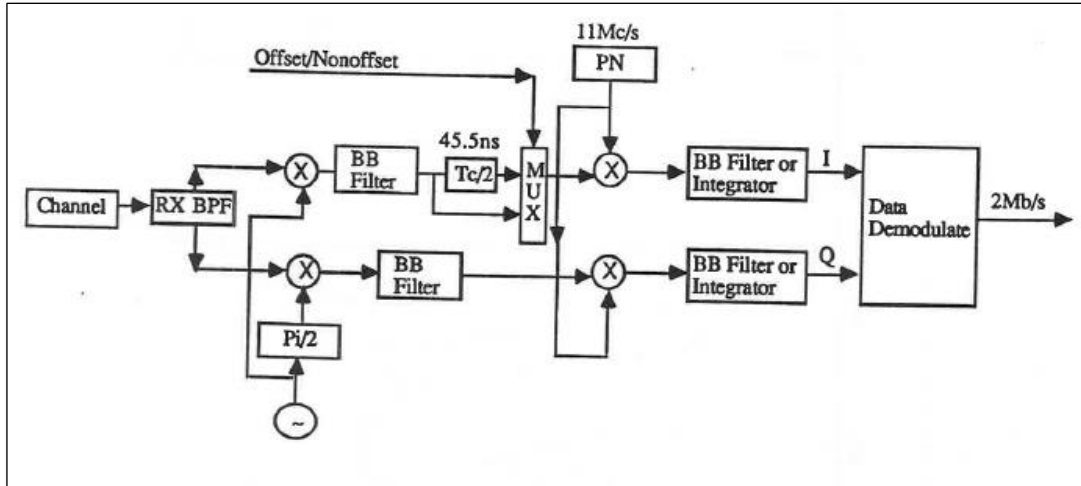 11Mc/s
PN
Offset/Nonoffset
45.5ns
BB
Filter
Tc/2
M
U
X
X
X
BB Filter or
Integrator
I
Channel
RX BPF
Data
Demodulate
2Mb/s
X
BB
Filter
X
BB Filter or
Integrator
Q
Pi/2
~